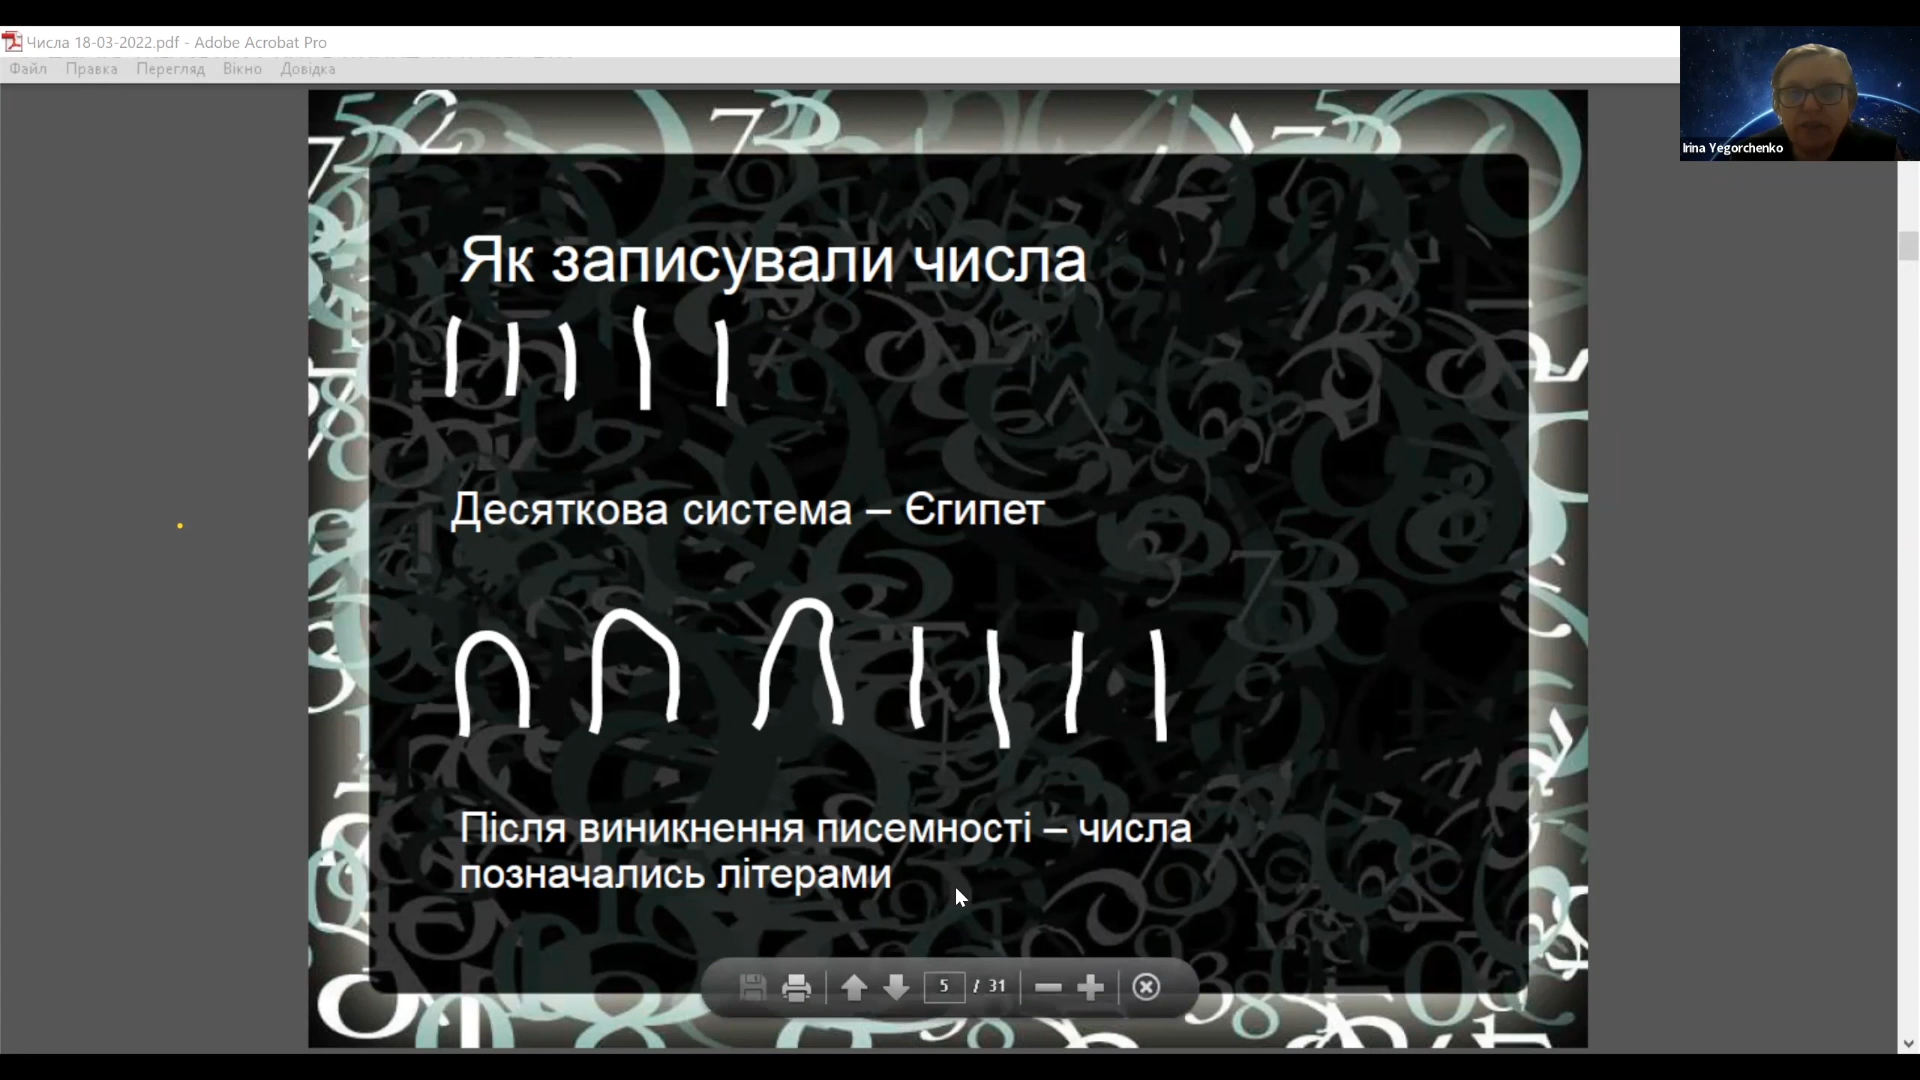 Числа 18-03-2022.pdf - Adobe Acrobat Pro
Файл Правка Перегляд Вікно Довідка
Irina Yegorchenko
Як записували числа
Десяткова система – Єгипет
Після виникнення писемності – числа
позначались літерами
5 / 31